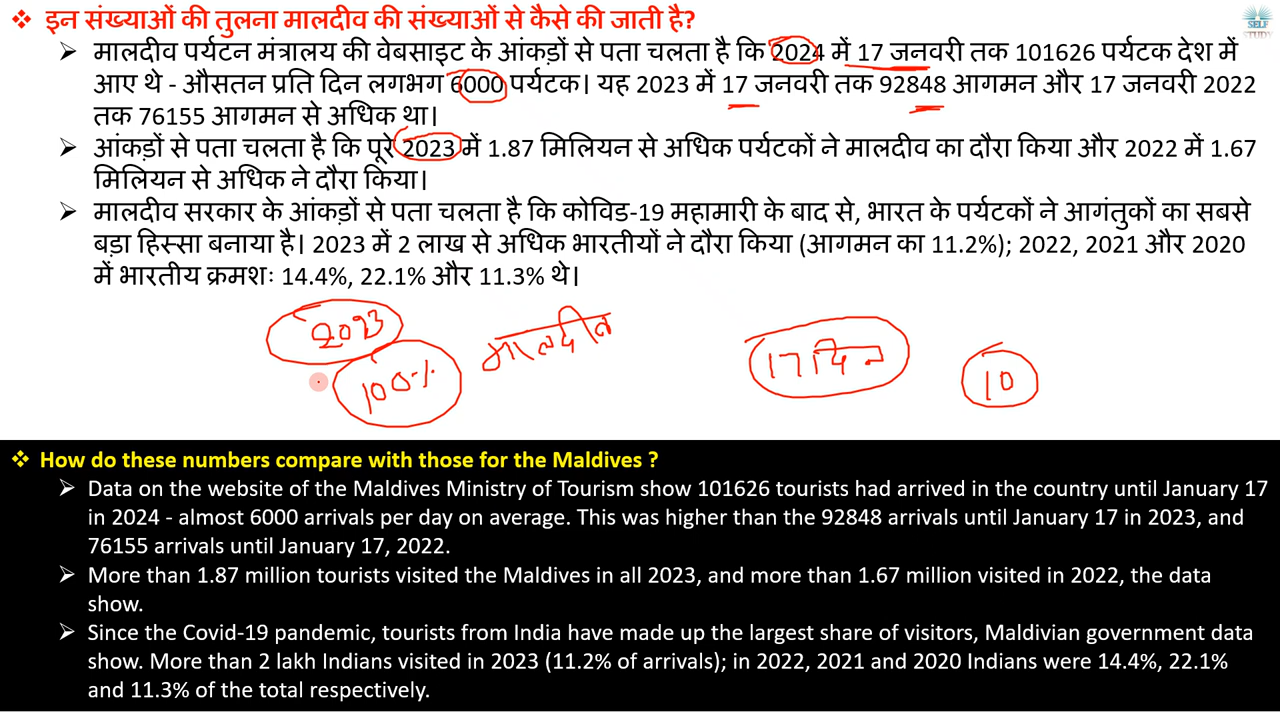 SELF
STUDY
❖ इन संख्याओं की तुलना मालदीव की संख्याओं से कैसे की जाती है?
➢ मालदीव पर्यटन मंत्रालय की वेबसाइट के आंकड़ों से पता चलता है कि 2024 में 17 जनवरी तक 101626 पर्यटक देश में
आए थे - औसतन प्रति दिन लगभग 6000 पर्यटक। यह 2023 में 17 जनवरी तक 92848 आगमन और 17 जनवरी 2022
तक 76155 आगमन से अधिक था।
➢ आंकड़ों से पता चलता है कि पूरे 2023 में 1.87 मिलियन से अधिक पर्यटकों ने मालदीव का दौरा किया और 2022 में 1.67
मिलियन से अधिक ने दौरा किया।
➢ मालदीव सरकार के आंकड़ों से पता चलता है कि कोविड-19 महामारी के बाद से, भारत के पर्यटकों ने आगंतुकों का सबसे
बड़ा हिस्सा बनाया है। 2023 में 2 लाख से अधिक भारतीयों ने दौरा किया (आगमन का 11.2%); 2022, 2021 और 2020
में भारतीय क्रमशः 14.4%, 22.1% और 11.3% थे।
2023 मालदीव
100% 17 दिन 10
❖ How do these numbers compare with those for the Maldives ?
➢ Data on the website of the Maldives Ministry of Tourism show 101626 tourists had arrived in the country until January 17
in 2024 - almost 6000 arrivals per day on average. This was higher than the 92848 arrivals until January 17 in 2023, and
76155 arrivals until January 17, 2022.
➢ More than 1.87 million tourists visited the Maldives in all 2023, and more than 1.67 million visited in 2022, the data
show.
➢ Since the Covid-19 pandemic, tourists from India have made up the largest share of visitors, Maldivian government data
show. More than 2 lakh Indians visited in 2023 (11.2% of arrivals); in 2022, 2021 and 2020 Indians were 14.4%, 22.1%
and 11.3% of the total respectively.